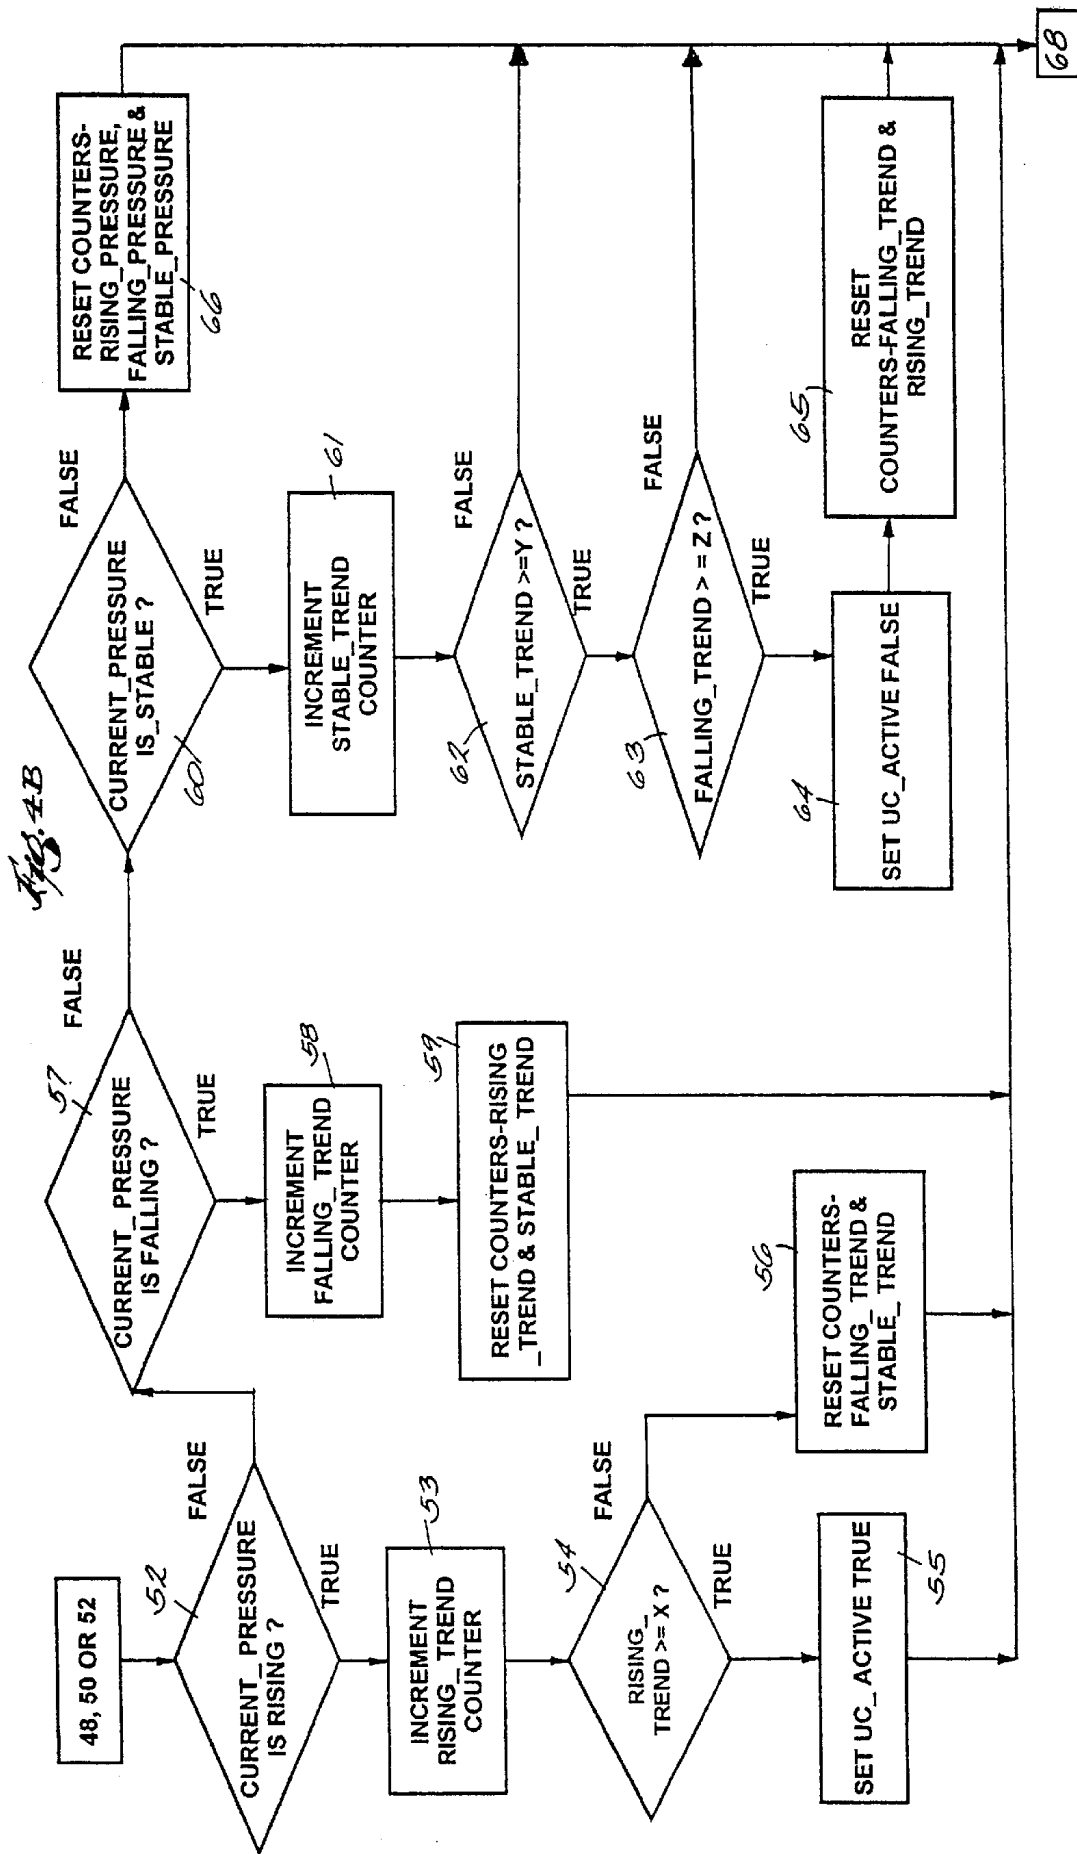 Fig. 4B
48, 50 OR 52
52
CURRENT_PRESSURE
IS RISING ?
FALSE
TRUE
53
INCREMENT
RISING_TREND
COUNTER
54
RISING_
TREND >= X ?
FALSE
TRUE
SET UC_ACTIVE TRUE
55
56
RESET COUNTERS-
FALLING_TREND &
STABLE_TREND
57
CURRENT_PRESSURE
IS FALLING ?
FALSE
TRUE
58
INCREMENT
FALLING_TREND
COUNTER
59
RESET COUNTERS-RISING
_TREND & STABLE_TREND
CURRENT_PRESSURE
IS_STABLE ?
60
FALSE
TRUE
61
INCREMENT
STABLE_TREND
COUNTER
62
STABLE_TREND >=Y ?
FALSE
TRUE
63
FALLING_TREND > = Z ?
FALSE
TRUE
64
SET UC_ACTIVE FALSE
65
RESET
COUNTERS-FALLING_TREND &
RISING_TREND
RESET COUNTERS-
RISING_PRESSURE,
FALLING_PRESSURE &
STABLE_PRESSURE
66
68